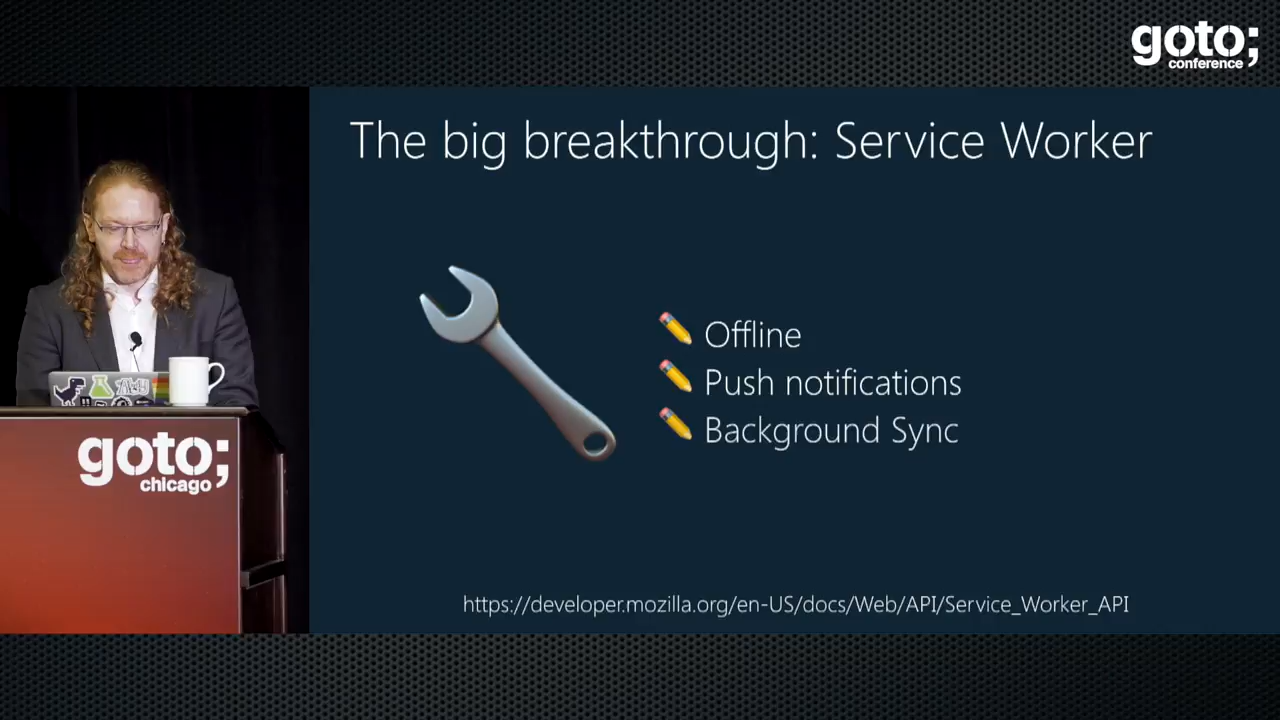 goto;
conference
The big breakthrough: Service Worker
Offline
Push notifications
Background Sync
https://developer.mozilla.org/en-US/docs/Web/API/Service_Worker_API
goto;
chicago